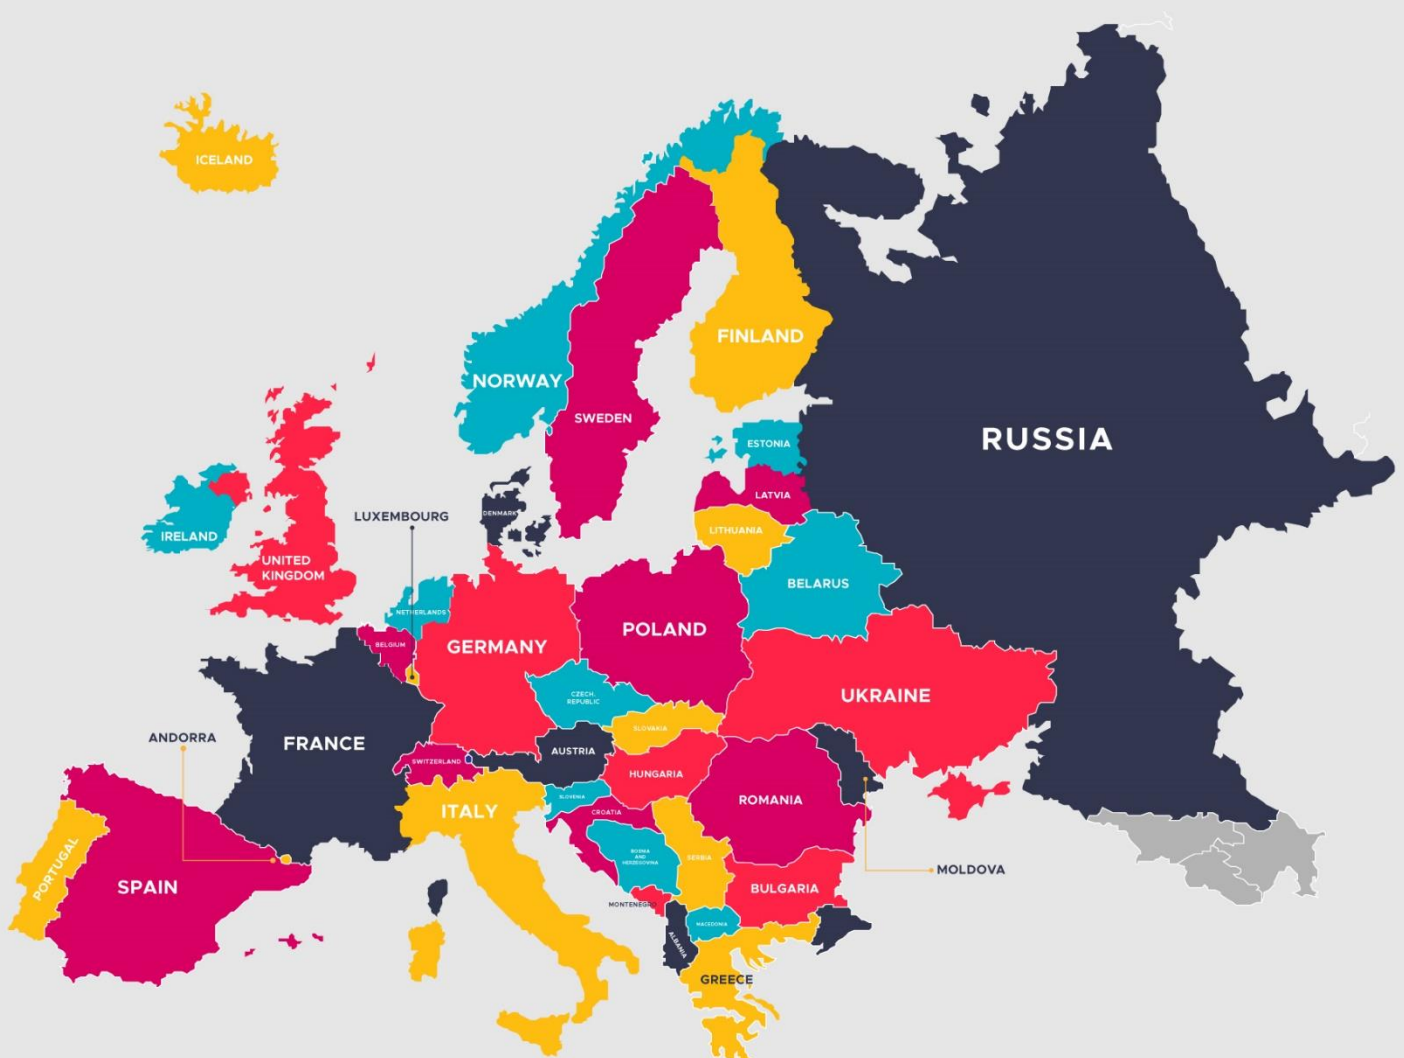 ICELAND
FINLAND
NORWAY
SWEDEN
RUSSIA
ESTONIA
LATVIA
LITHUANIA
DENMARK
LUXEMBOURG
IRELAND
UNITED
KINGDOM
BELARUS
NETHERLANDS
POLAND
BELGIUM
GERMANY
UKRAINE
CZECH.
REPUBLIC
SLOVARIA
ANDORRA
FRANCE
AUSTRIA
SWITZERLAND
HUNGARIA
SLOVENIA
ROMANIA
ITALY
CROATIA
BOSNIA
AND
HERZEGOVINA
SERBIA
PORTUGAL
SPAIN
MOLDOVA
BULGARIA
MONTENEGRO
MACEDONIA
ALBANIA
GREECE